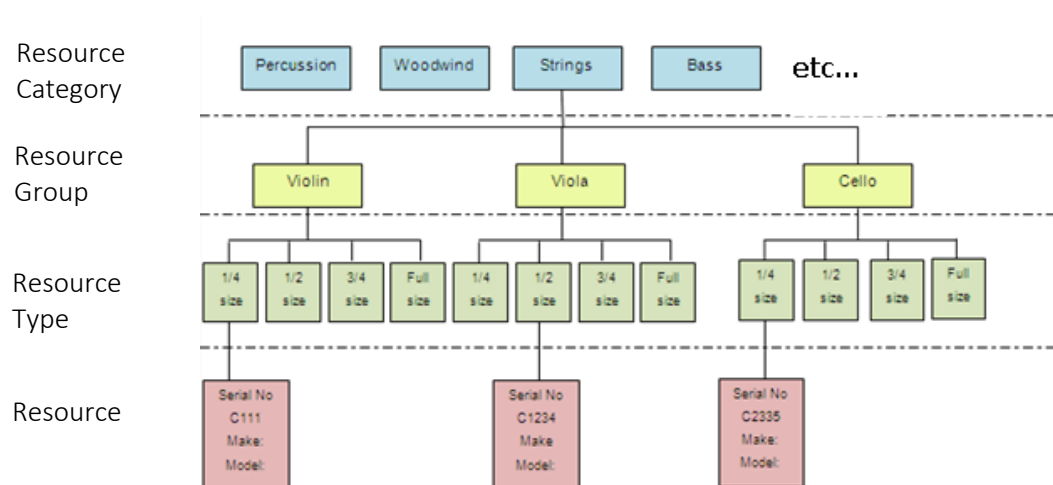 Resource
Category
Percussion
Woodwind
Strings
Bass
etc...
Resource
Group
Violin
Viola
Cello
Resource
Type
1/4
size
1/2
size
3/4
size
Full
size
1/4
size
1/2
size
3/4
size
Full
size
1/4
size
1/2
size
3/4
size
Full
size
Resource
Serial No
C111
Make:
Model:
Serial No
C1234
Make
Model:
Serial No
C2335
Make:
Model: